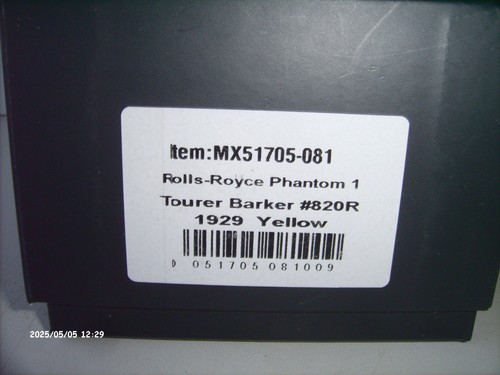 Item:MX51705-081
Rolls-Royce Phantom 1
Tourer Barker #820R
1929 Yellow
0 051705 081009
2025/05/05 12:29